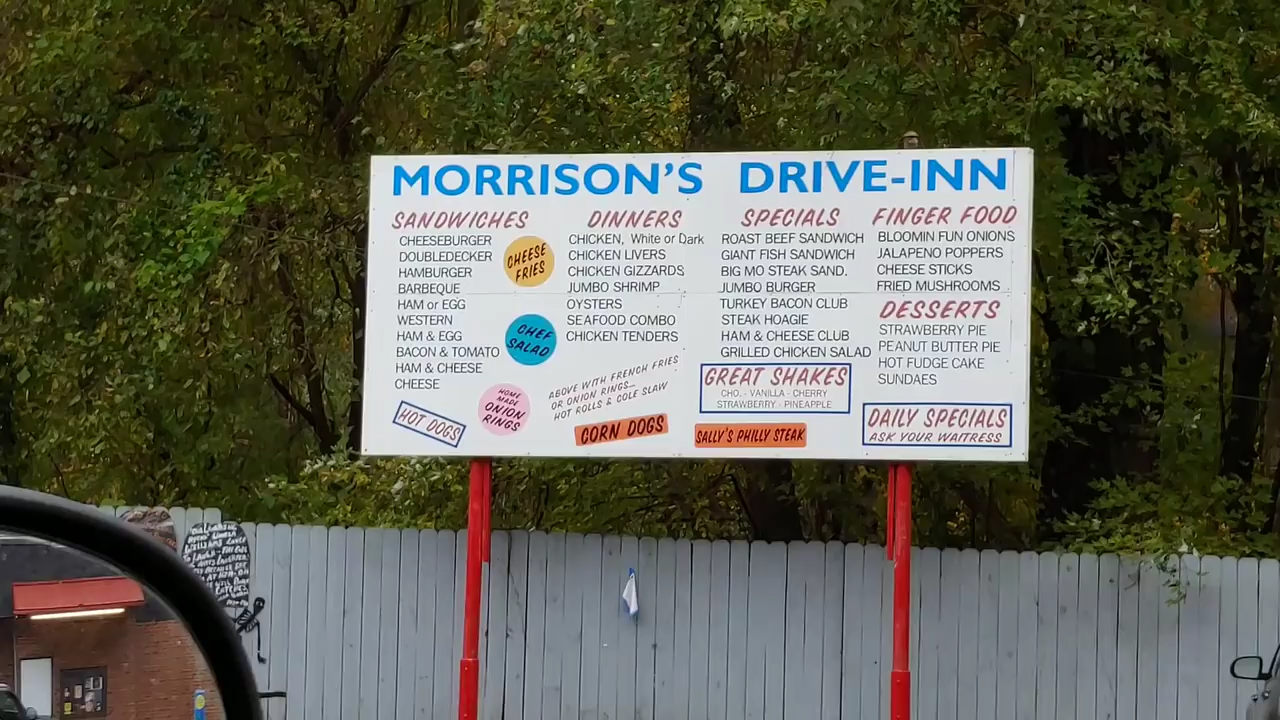 MORRISON'S DRIVE-INN
SANDWICHES
CHEESEBURGER
DOUBLEDECKER
HAMBURGER
BARBEQUE
HAM or EGG
WESTERN
HAM & EGG
BACON & TOMATO
HAM & CHEESE
CHEESE
HOT DOGS
CHEESE
FRIES
CHEF
SALAD
HOME
MADE
ONION
RINGS
DINNERS
CHICKEN, White or Dark
CHICKEN LIVERS
CHICKEN GIZZARDS
JUMBO SHRIMP
OYSTERS
SEAFOOD COMBO
CHICKEN TENDERS
ABOVE WITH FRENCH FRIES
OR ONION RINGS—
HOT ROLLS & COLE SLAW
CORN DOGS
SPECIALS
ROAST BEEF SANDWICH
GIANT FISH SANDWICH
BIG MO STEAK SAND.
JUMBO BURGER
TURKEY BACON CLUB
STEAK HOAGIE
HAM & CHEESE CLUB
GRILLED CHICKEN SALAD
GREAT SHAKES
CHO. - VANILLA - CHERRY
STRAWBERRY - PINEAPPLE
SALLY'S PHILLY STEAK
FINGER FOOD
BLOOMIN FUN ONIONS
JALAPENO POPPERS
CHEESE STICKS
FRIED MUSHROOMS
DESSERTS
STRAWBERRY PIE
PEANUT BUTTER PIE
HOT FUDGE CAKE
SUNDAES
DAILY SPECIALS
ASK YOUR WAITRESS